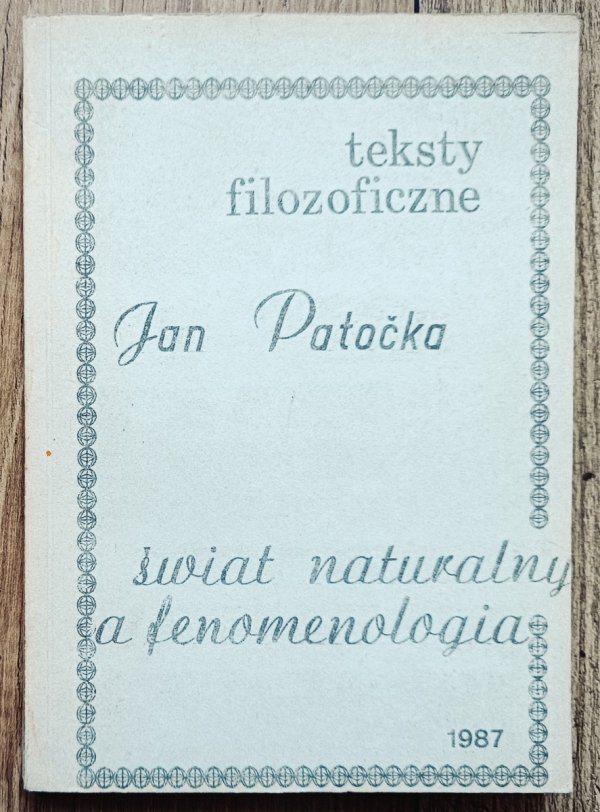 teksty
filozoficzne
Jan Patočka
świat naturalny
a fenomenologia
1987